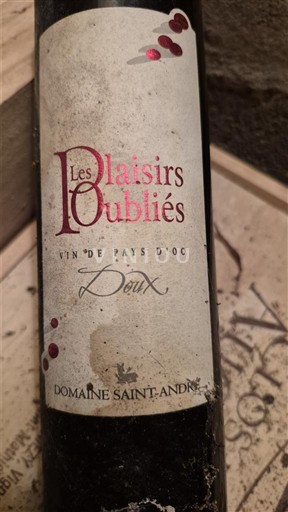 Les Plaisirs
Oubliés
VIN DE PAYS D'OC
Doux
DOMAINE SAINT-ANDRÉ